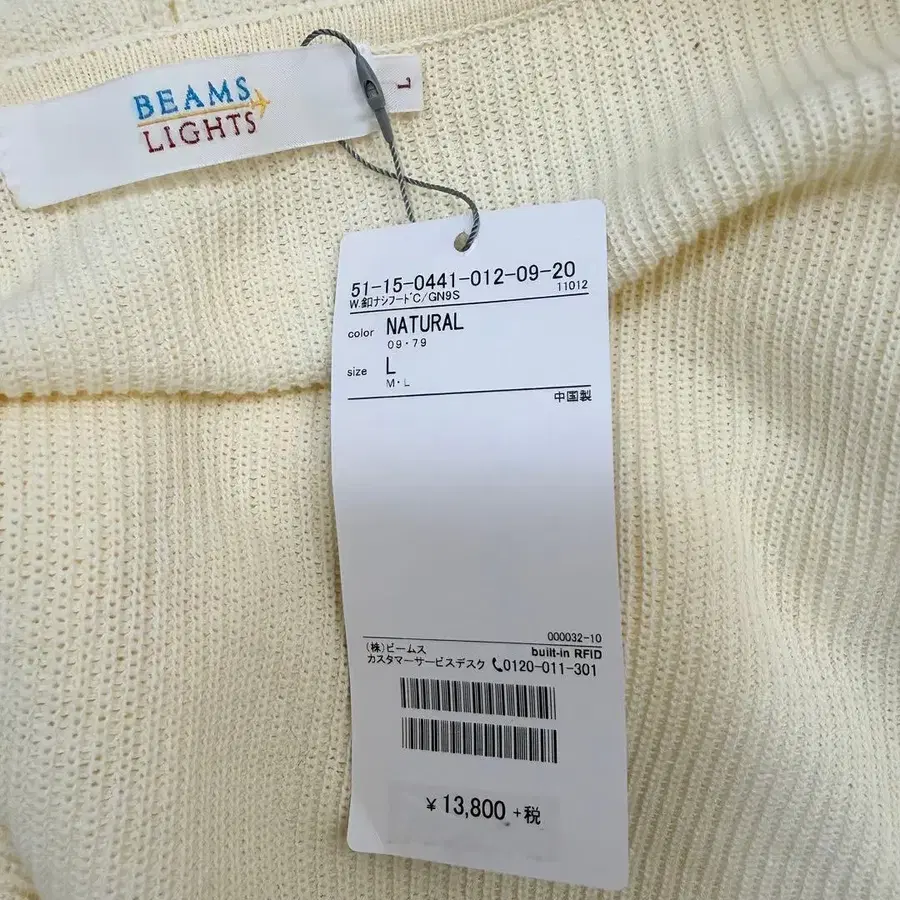 BEAMS
LIGHTS
L
51-15-0441-012-09-20
W.釦ナシフードC/GN9S 11012
color NATURAL
09・79
size L
M・L
中国製
000032-10
(株)ビームス built-in RFID
カスタマーサービスデスク 0120-011-301
¥13,800 +税